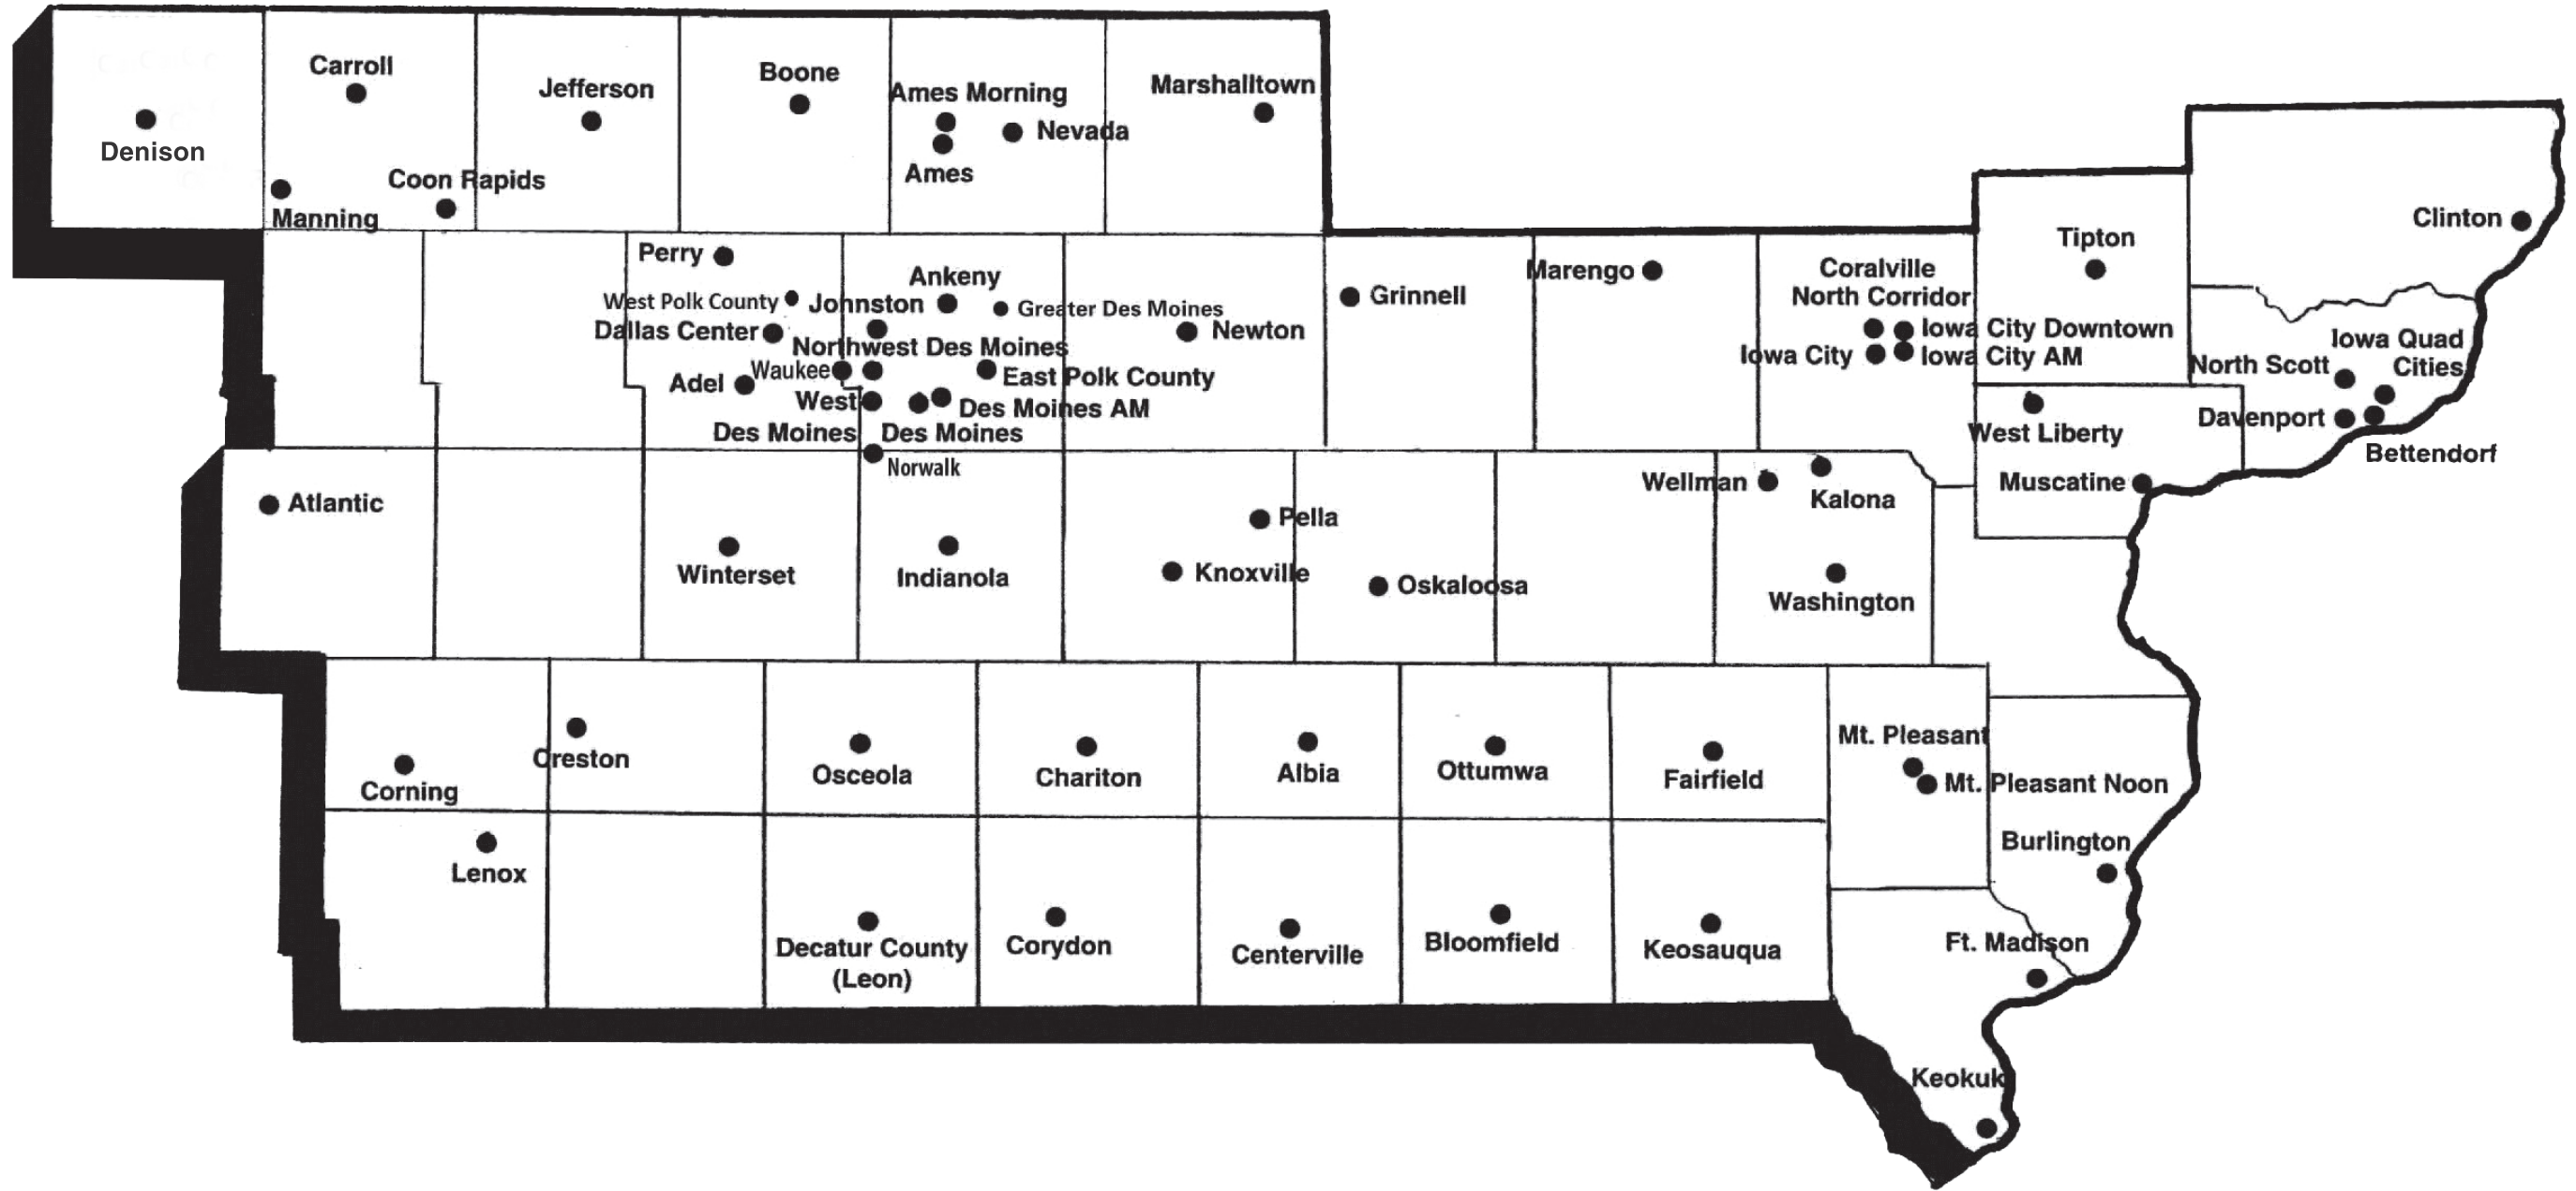 Carroll
Jefferson
Boone
Ames Morning
Marshalltown
Nevada
Denison
Ames
Coon Rapids
Manning
Clinton
Tipton
Perry
Ankeny
Marengo
Coralville
North Corridor
Grinnell
West Polk County
Johnston
Greater Des Moines
Dallas Center
Newton
Iowa City Downtown
Northwest Des Moines
Iowa City
Iowa City AM
Iowa Quad
Cities
North Scott
Waukee
Adel
East Polk County
West
Des Moines
Des Moines AM
Des Moines
Davenport
West Liberty
Bettendorf
Norwalk
Muscatine
Wellman
Kalona
Atlantic
Pella
Winterset
Indianola
Knoxville
Oskaloosa
Washington
Creston
Corning
Osceola
Chariton
Albia
Ottumwa
Fairfield
Mt. Pleasant
Mt. Pleasant Noon
Burlington
Lenox
Decatur County
(Leon)
Corydon
Centerville
Bloomfield
Keosauqua
Ft. Madison
Keokuk